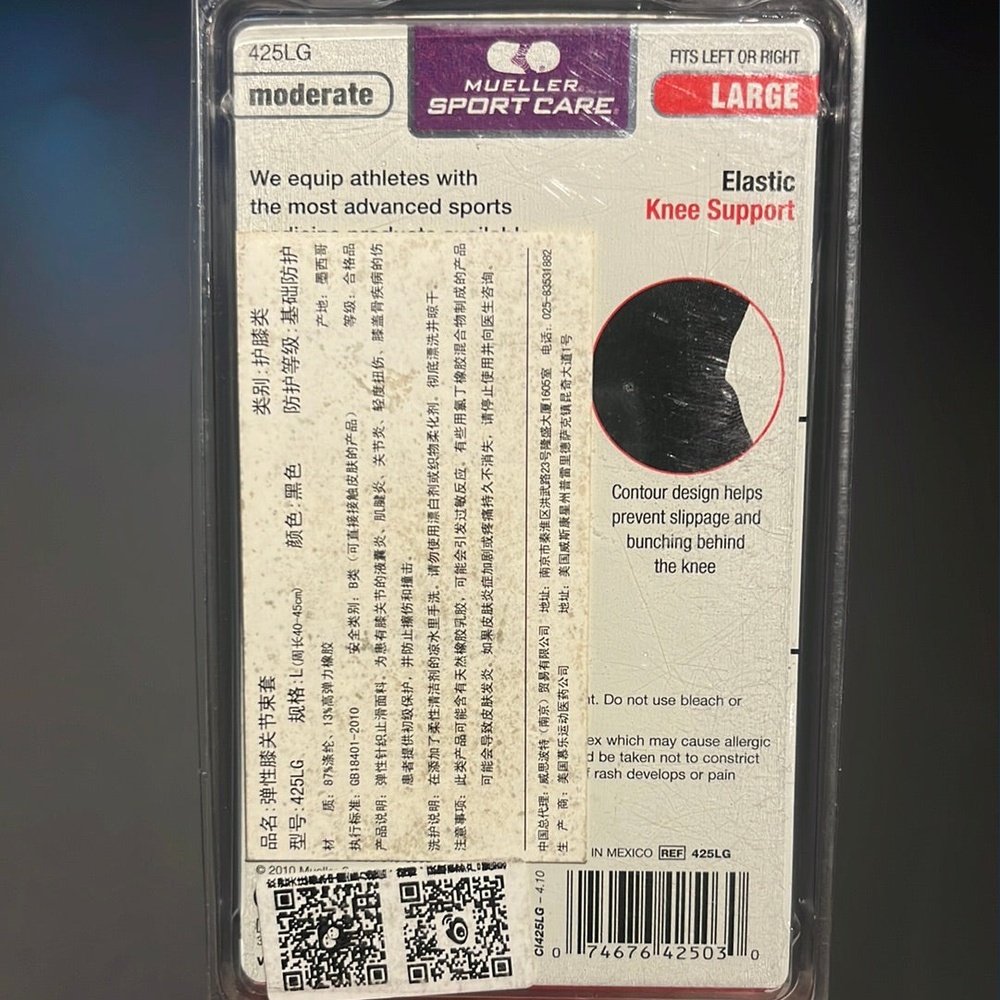 425LG
moderate
MUELLER
SPORT CARE
FITS LEFT OR RIGHT
LARGE
We equip athletes with
the most advanced sports
Elastic
Knee Support
Contour design helps
prevent slippage and
bunching behind
the knee
品名:弹性膝关节束套 类别:护膝类
型号:425LG 规格:L(周长40-45cm) 颜色:黑色 防护等级:基础防护
材 质: 87%涤纶、13%高弹力橡胶 产地: 墨西哥
执行标准: GB18401-2010 安全类别: B类 (可直接接触皮肤的产品) 等级: 合格品
产品说明: 弹性针织止滑面料, 为患有膝关节的液囊炎、肌腱炎、关节炎、轻度扭伤、膝盖骨疾病的伤
患者提供初级保护, 并防止擦伤和撞击。
洗护说明: 在添加了柔性清洁剂的凉水里手洗。请勿使用漂白剂或织物柔化剂。彻底漂洗并晾干。
注意事项: 此类产品可能含有天然橡胶乳胶, 可能会引发过敏反应。有些用氯丁橡胶混合物制成的产品
可能会导致皮肤发炎。如果皮肤炎症加剧或疼痛持久不消失, 请停止使用并向医生咨询。
中国总代理: 威思波特 (南京) 贸易有限公司 地址: 南京市秦淮区洪武路23号隆盛大厦1605室 电话: 025-83531882
生 产 商: 美国慕乐运动医药公司 地址: 美国威斯康星州普雷里德萨克镇昆奇大道1号
nt. Do not use bleach or
ex which may cause allergic
d be taken not to constrict
rash develops or pain
IN MEXICO REF 425LG
© 2010
CI425LG – 4.10
0 74676 42503 0